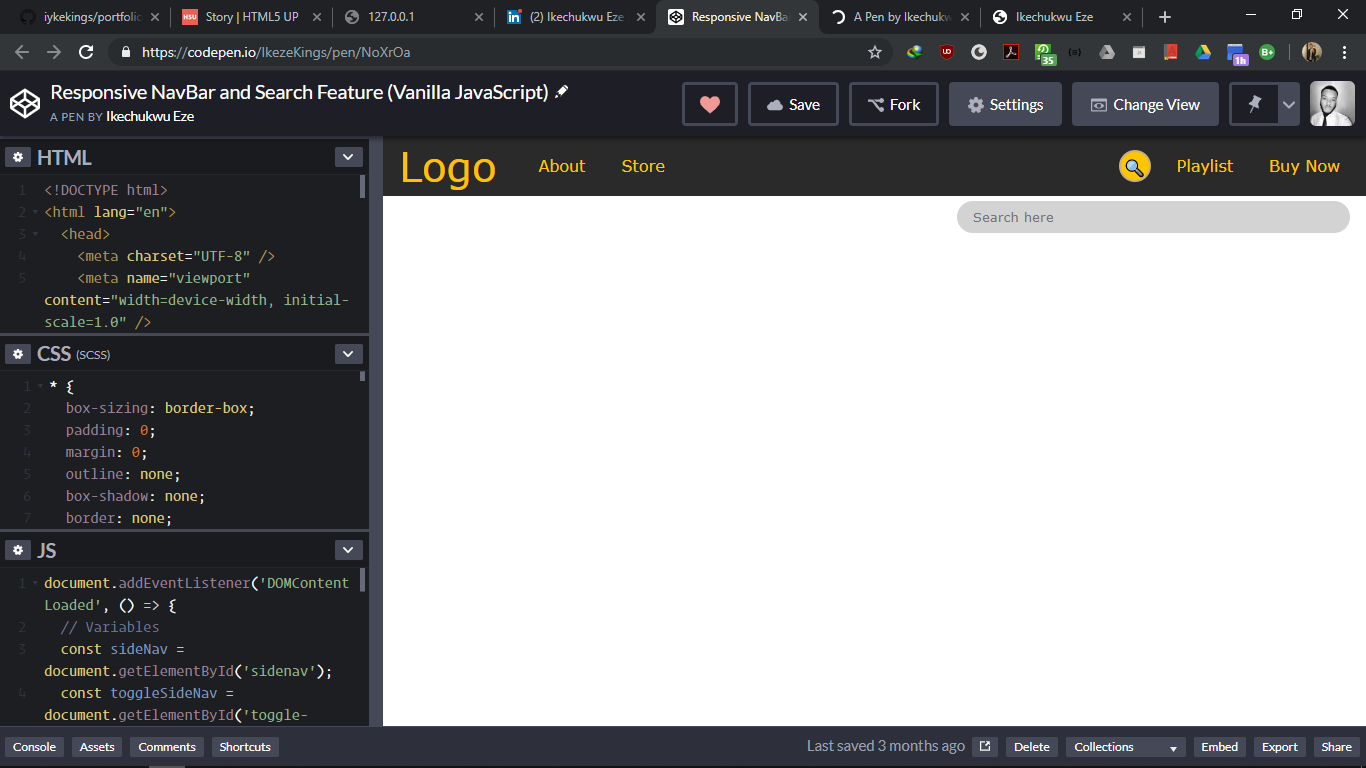 iykekings/portfolio
HSU Story | HTML5 UP
127.0.0.1
(2) Ikechukwu Eze
Responsive NavBar
A Pen by Ikechukwu
Ikechukwu Eze
https://codepen.io/IkezeKings/pen/NoXrOa
35
1h
B+
Responsive NavBar and Search Feature (Vanilla JavaScript)
A PEN BY Ikechukwu Eze
Save
Fork
Settings
Change View
HTML
1 <!DOCTYPE html>
2 <html lang="en">
3 <head>
4 <meta charset="UTF-8" />
5 <meta name="viewport"
content="width=device-width, initial-
scale=1.0" />
CSS (SCSS)
1 * {
2 box-sizing: border-box;
3 padding: 0;
4 margin: 0;
5 outline: none;
6 box-shadow: none;
7 border: none;
JS
1 document.addEventListener('DOMContent
Loaded', () => {
2 // Variables
3 const sideNav =
document.getElementById('sidenav');
4 const toggleSideNav =
document.getElementById('toggle-
Logo
About
Store
Playlist
Buy Now
Search here
Console
Assets
Comments
Shortcuts
Last saved 3 months ago
Delete
Collections
Embed
Export
Share